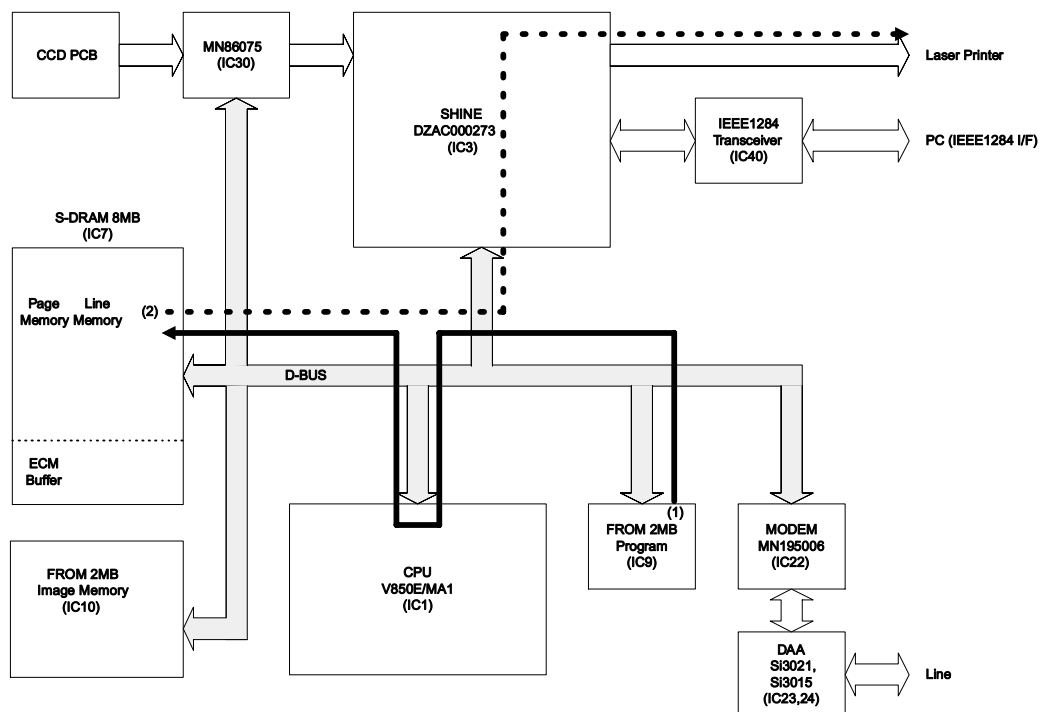 CCD PCB
MN86075
(IC30)
SHINE
DZAC000273
(IC3)
Laser Printer
IEEE1284
Transceiver
(IC40)
PC (IEEE1284 I/F)
S-DRAM 8MB
(IC7)
Page Line
Memory Memory
(2)
D-BUS
ECM
Buffer
FROM 2MB
Image Memory
(IC10)
CPU
V850E/MA1
(IC1)
(1)
FROM 2MB
Program
(IC9)
MODEM
MN195006
(IC22)
DAA
Si3021,
Si3015
(IC23,24)
Line